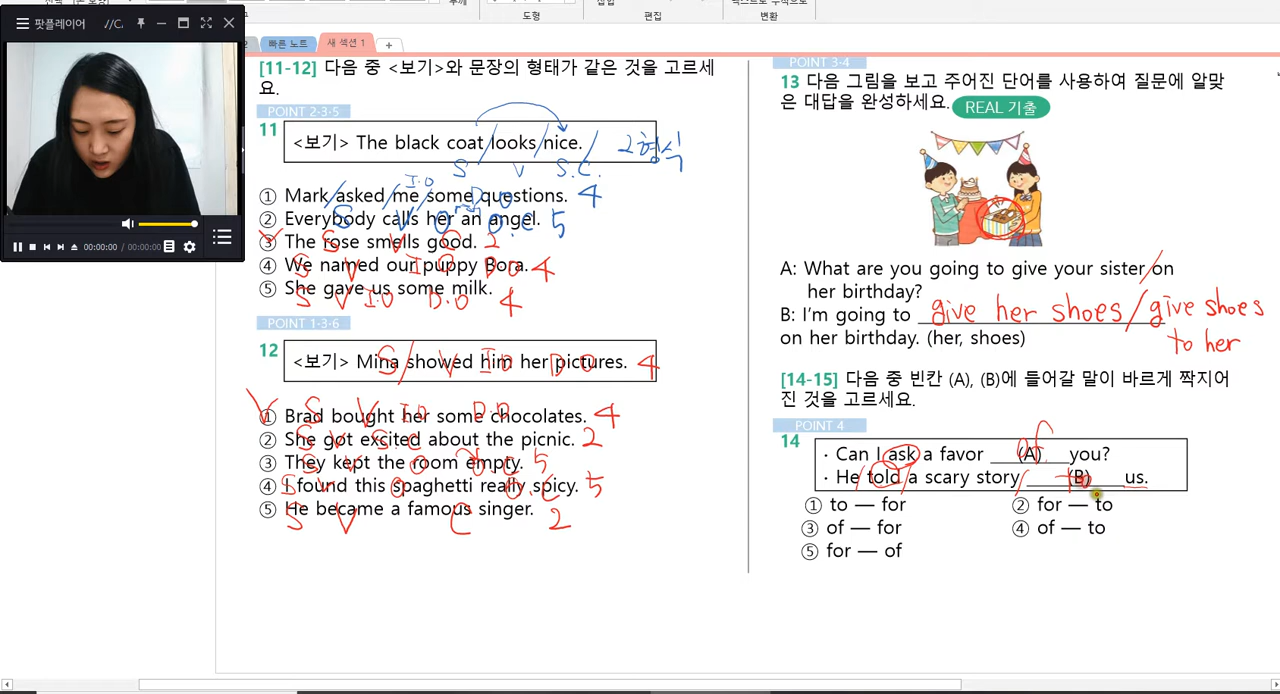 팟플레이어
도형
편집
변환
2
빠른 노트
새 섹션 1
+
00:00:00 / 00:00:00
[11-12] 다음 중 <보기>와 문장의 형태가 같은 것을 고르세
요.
POINT 2·3·5
11
<보기> The black coat looks nice.
2형식
S V S.C.
① Mark asked me some questions.
I.O D.O 4
② Everybody calls her an angel.
S V O O.C 5
③ The rose smells good.
S V C 2
④ We named our puppy Bora.
S V I O D O 4
⑤ She gave us some milk.
S V I·O D.O 4
POINT 1·3·6
12
<보기> Mina showed him her pictures.
S V I O D O 4
① Brad bought her some chocolates.
V S V I O D.O 4
② She got excited about the picnic.
S V S C 2
③ They kept the room empty.
S V O O.C 5
④ I found this spaghetti really spicy.
S V O O.C 5
⑤ He became a famous singer.
S V C 2
POINT 3·4
13 다음 그림을 보고 주어진 단어를 사용하여 질문에 알맞
은 대답을 완성하세요. REAL 기출
A: What are you going to give your sister on
her birthday?
B: I'm going to give her shoes / give shoes
to her
on her birthday. (her, shoes)
[14-15] 다음 중 빈칸 (A), (B)에 들어갈 말이 바르게 짝지어
진 것을 고르세요.
POINT 4
14
· Can I ask a favor (A) of you?
· He told a scary story (B) to us.
① to — for
② for — to
③ of — for
④ of — to
⑤ for — of